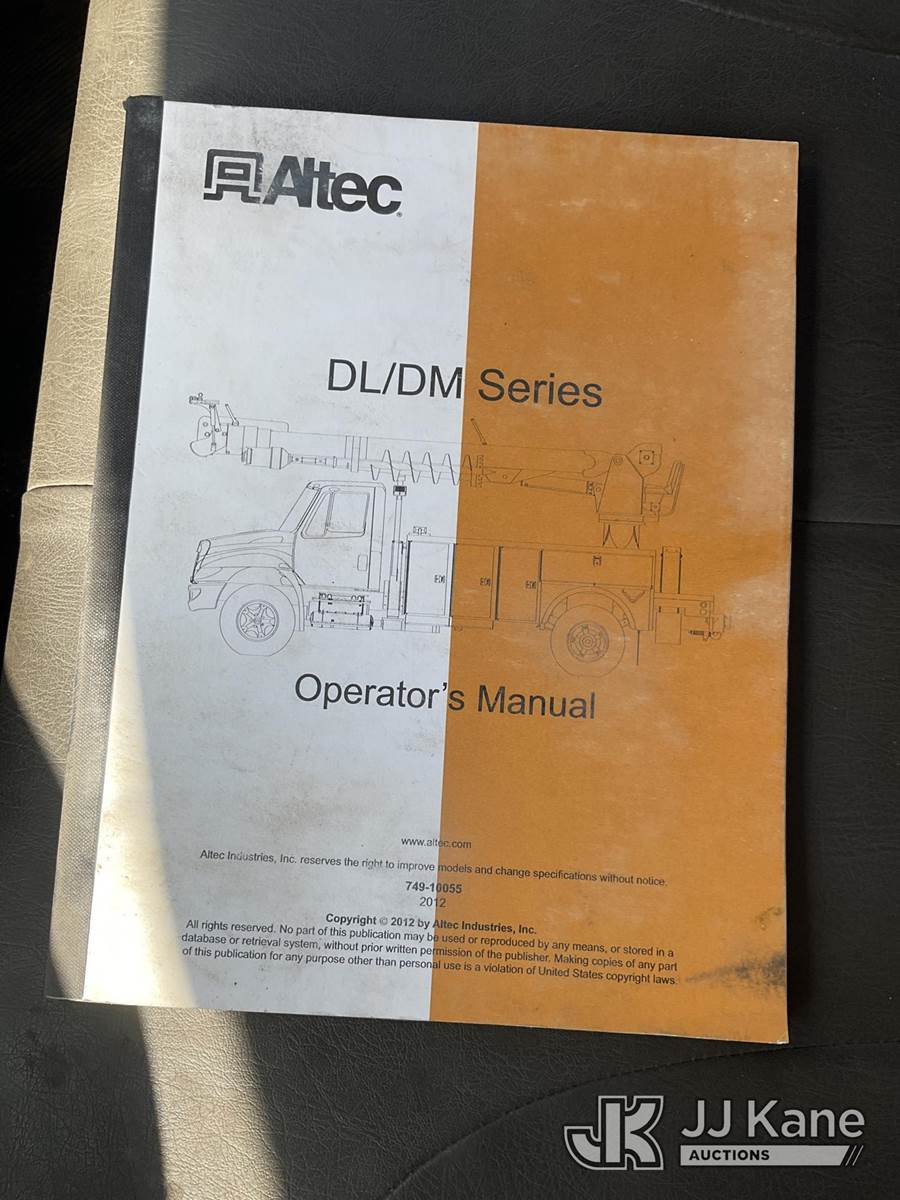 Altec
DL/DM Series
Operator's Manual
www.altec.com
Altec Industries, Inc. reserves the right to improve models and change specifications without notice.
749-10055
2012
Copyright © 2012 by Altec Industries, Inc.
All rights reserved. No part of this publication may be used or reproduced by any means, or stored in a
database or retrieval system, without prior written permission of the publisher. Making copies of any part
of this publication for any purpose other than personal use is a violation of United States copyright laws.
JK JJ Kane
AUCTIONS